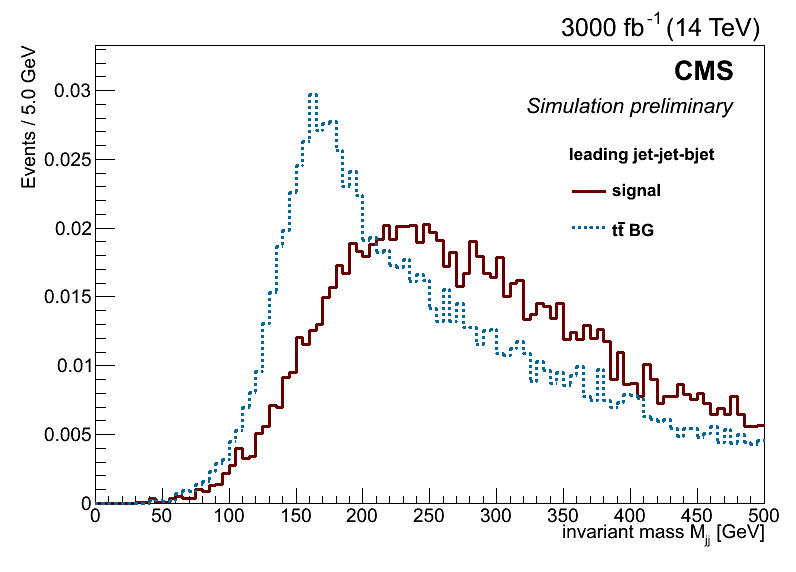 3000 fb⁻¹ (14 TeV)
CMS
Simulation preliminary
leading jet-jet-bjet
signal
tt̄ BG
Events / 5.0 GeV
0.03
0.025
0.02
0.015
0.01
0.005
0
0 50 100 150 200 250 300 350 400 450 500
invariant mass M_jj [GeV]